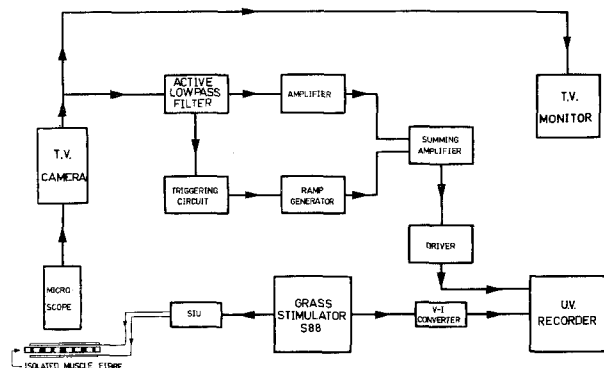 ACTIVE
LOWPASS
FILTER
AMPLIFIER
T.V.
MONITOR
T.V.
CAMERA
SUMMING
AMPLIFIER
TRIGGERING
CIRCUIT
RAMP
GENERATOR
DRIVER
MICRO
SCOPE
SIU
GRASS
STIMULATOR
S88
V-I
CONVERTER
U.V.
RECORDER
ISOLATED MUSCLE FIBRE